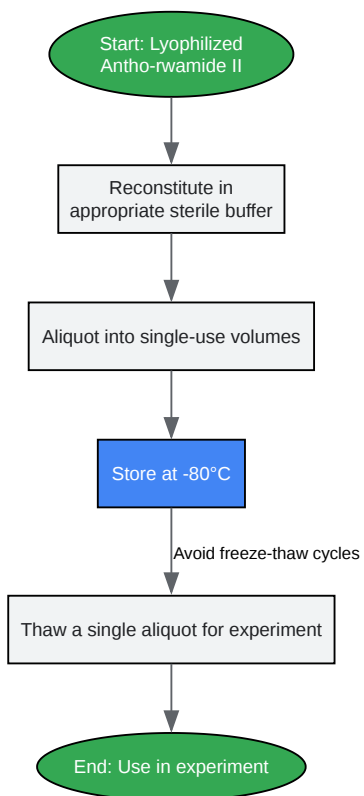 Start: Lyophilized
Antho-rwamide II
Reconstitute in
appropriate sterile buffer
Aliquot into single-use volumes
Store at -80°C
Avoid freeze-thaw cycles
Thaw a single aliquot for experiment
End: Use in experiment